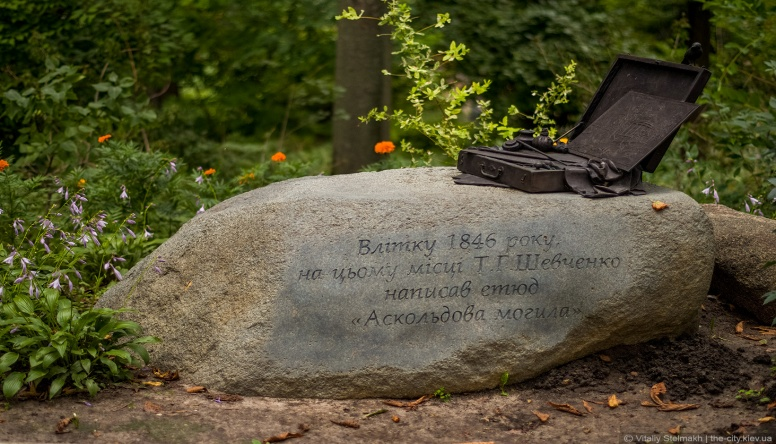 Влітку 1846 року,
на цьому місці Т.Г.Шевченко
написав етюд
«Аскольдова могила»
© Vitaliy Stelmakh | the-city.kiev.ua